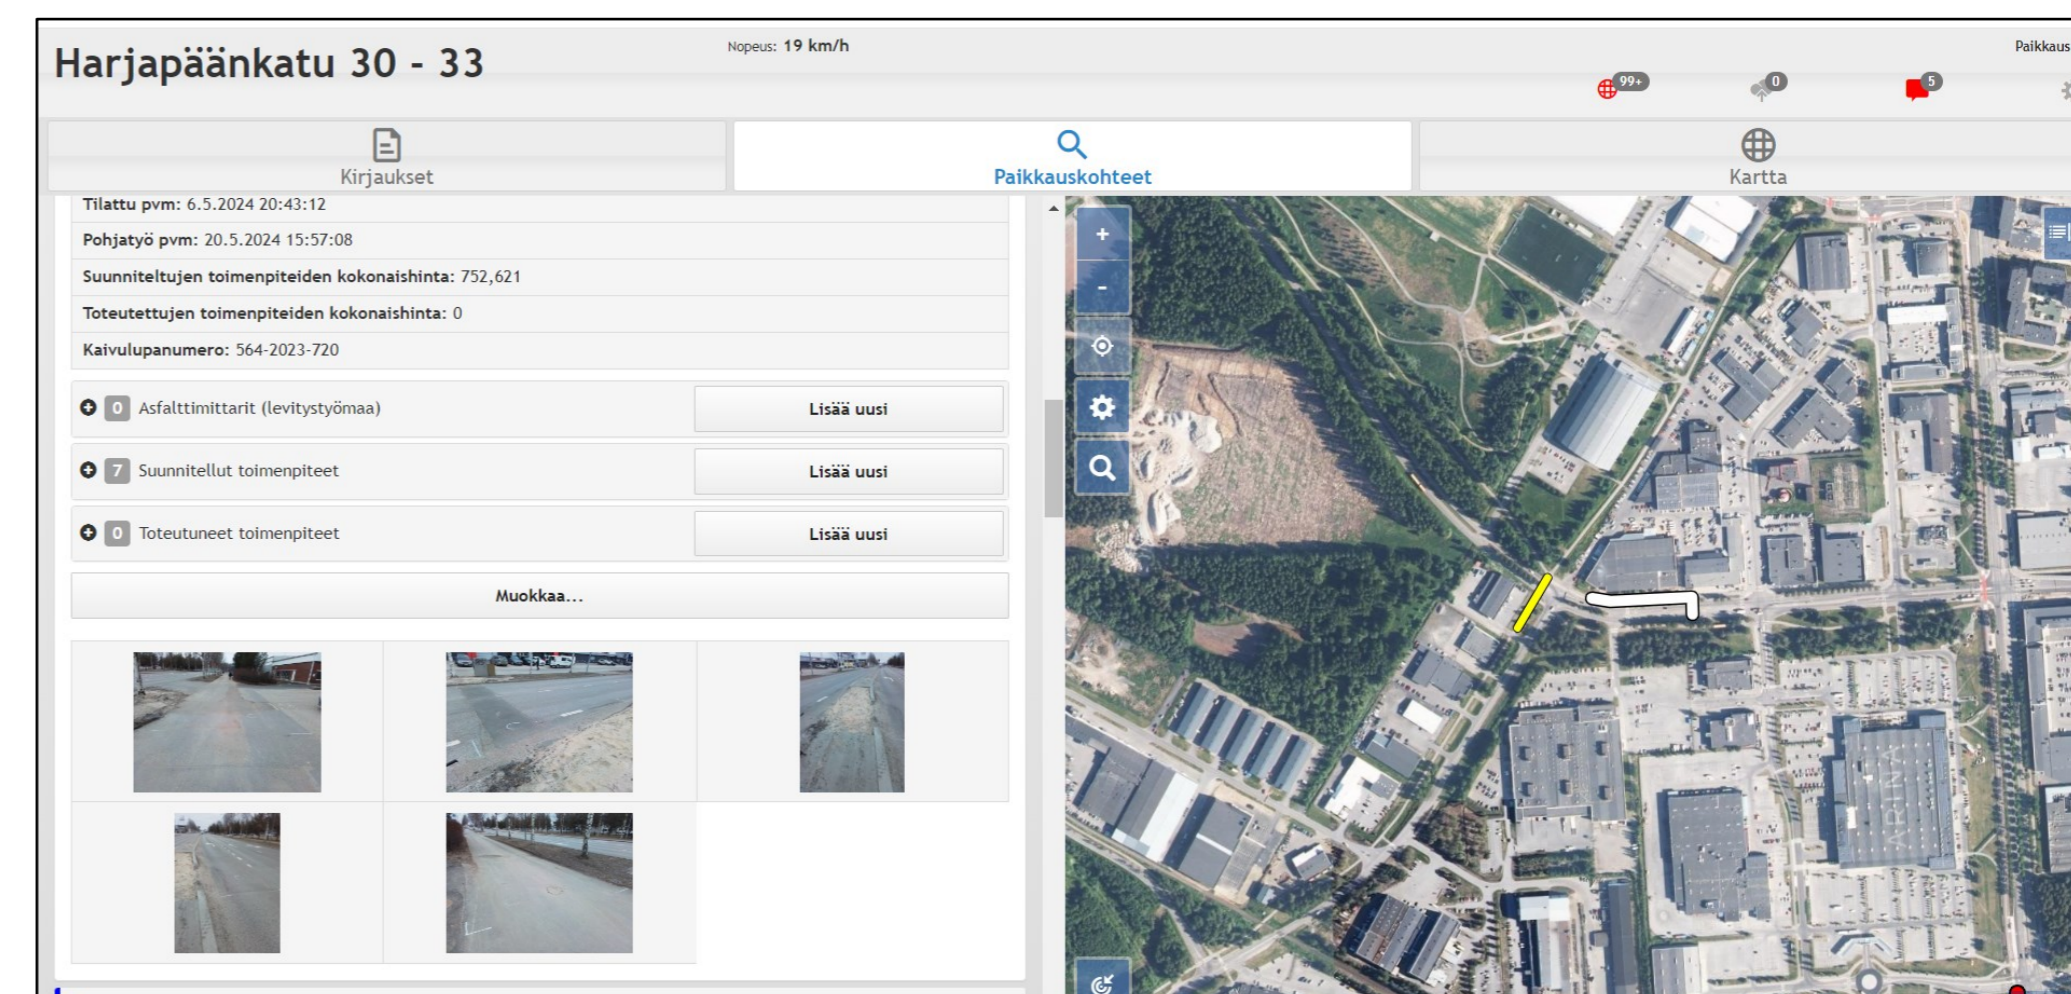 Harjapäänkatu 30 - 33
Nopeus: 19 km/h
Paikkaus
99+
0
5
Kirjaukset
Paikkauskohteet
Kartta
Tilattu pvm: 6.5.2024 20:43:12
Pohjatyö pvm: 20.5.2024 15:57:08
Suunniteltujen toimenpiteiden kokonaishinta: 752,621
Toteutettujen toimenpiteiden kokonaishinta: 0
Kaivulupanumero: 564-2023-720
0 Asfalttimittarit (levitystyömaa) Lisää uusi
7 Suunnitellut toimenpiteet Lisää uusi
0 Toteutuneet toimenpiteet Lisää uusi
Muokkaa...
+
-
ARINA